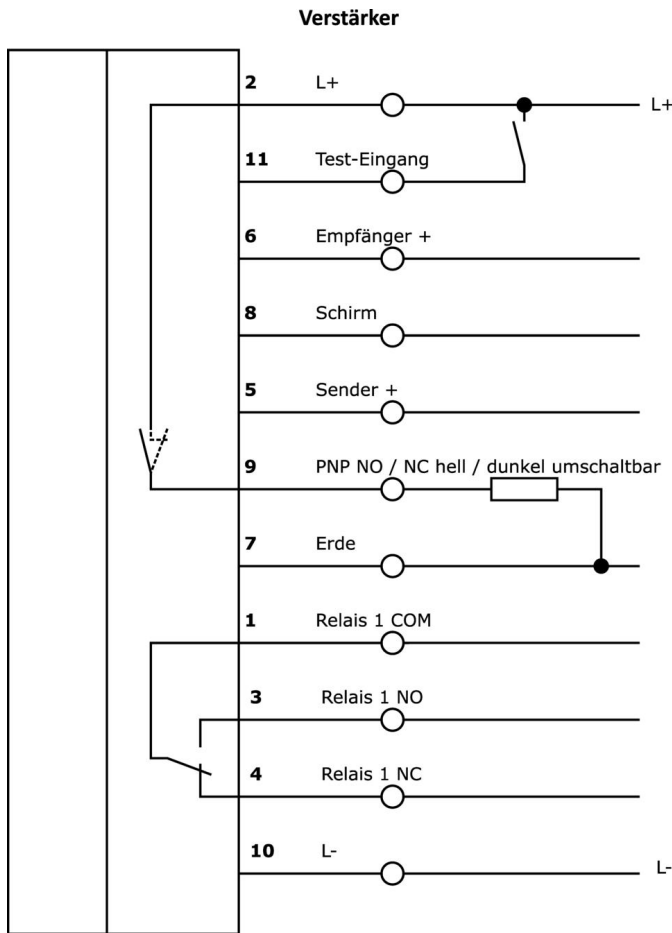 Verstärker
2 L+
L+
11 Test-Eingang
6 Empfänger +
8 Schirm
5 Sender +
9 PNP NO / NC hell / dunkel umschaltbar
7 Erde
1 Relais 1 COM
3 Relais 1 NO
4 Relais 1 NC
10 L-
L-